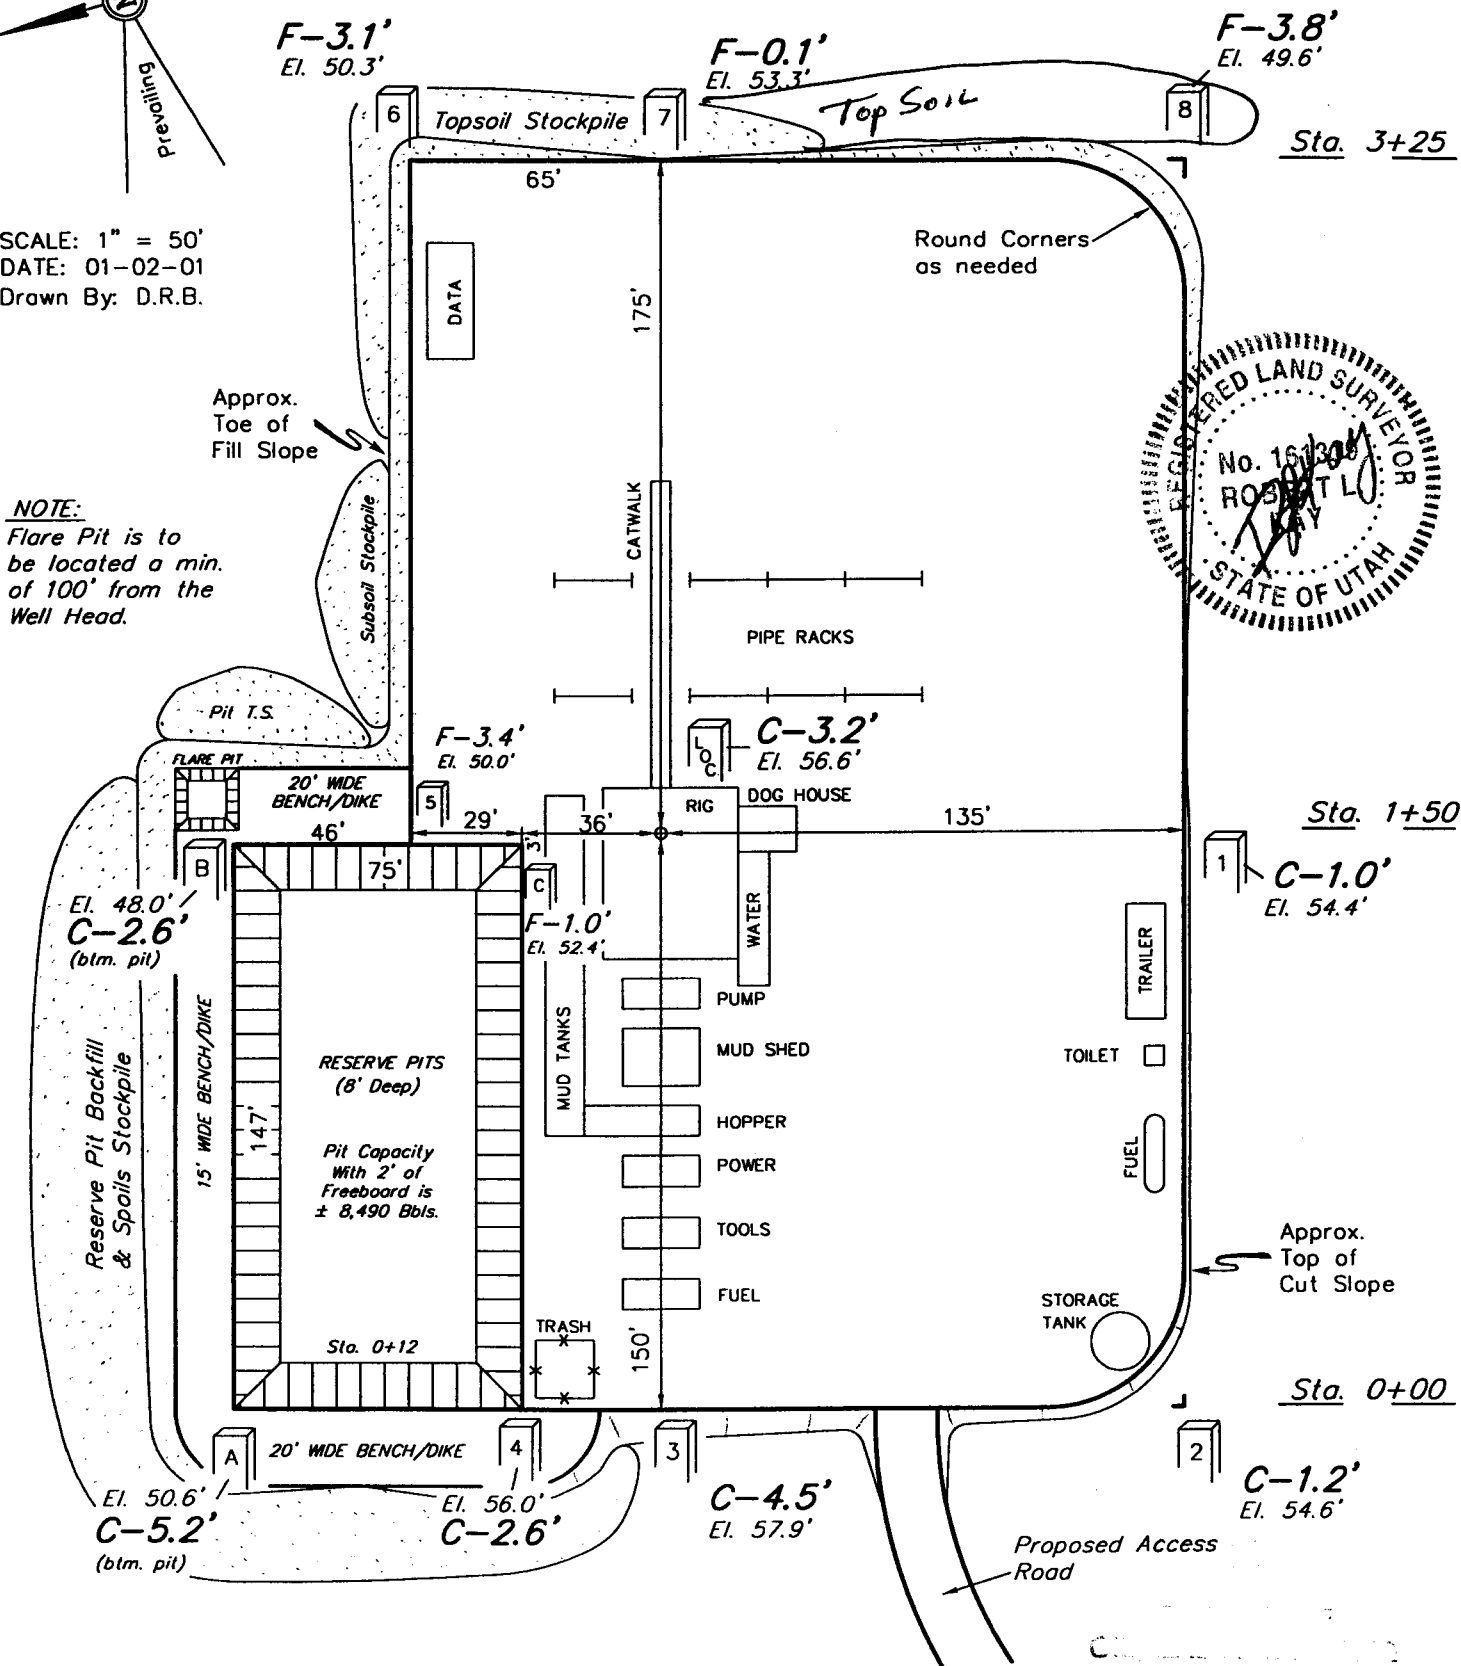 F-3.1'
El. 50.3'
F-0.1'
El. 53.3'
F-3.8'
El. 49.6'
Prevailing
6
Topsoil Stockpile
7
Top Soil
8
Sta. 3+25
65'
SCALE: 1" = 50'
DATE: 01-02-01
Drawn By: D.R.B.
Round Corners
as needed
DATA
175'
REGISTERED LAND SURVEYOR
ROBERT L.
KAY
STATE OF UTAH
Approx.
Toe of
Fill Slope
NOTE:
Flare Pit is to
be located a min.
of 100' from the
Well Head.
Subsoil Stockpile
CATWALK
PIPE RACKS
Pit T.S.
F-3.4'
El. 50.0'
LOC
C-3.2'
El. 56.6'
FLARE PIT
20' WIDE
BENCH/DIKE
5
RIG
DOG HOUSE
46'
29'
36'
135'
Sta. 1+50
3'
B
75'
C
1
C-1.0'
El. 54.4'
El. 48.0'
C-2.6'
(btm. pit)
F-1.0'
El. 52.4'
WATER
TRAILER
PUMP
MUD SHED
TOILET
MUD TANKS
HOPPER
POWER
TOOLS
FUEL
FUEL
Reserve Pit Backfill
& Spoils Stockpile
15' WIDE BENCH/DIKE
147'
RESERVE PITS
(8' Deep)
Pit Capacity
With 2' of
Freeboard is
± 8,490 Bbls.
Sta. 0+12
TRASH
150'
STORAGE
TANK
Approx.
Top of
Cut Slope
Sta. 0+00
A
20' WIDE BENCH/DIKE
4
3
2
El. 50.6'
C-5.2'
(btm. pit)
El. 56.0'
C-2.6'
C-4.5'
El. 57.9'
C-1.2'
El. 54.6'
Proposed Access
Road